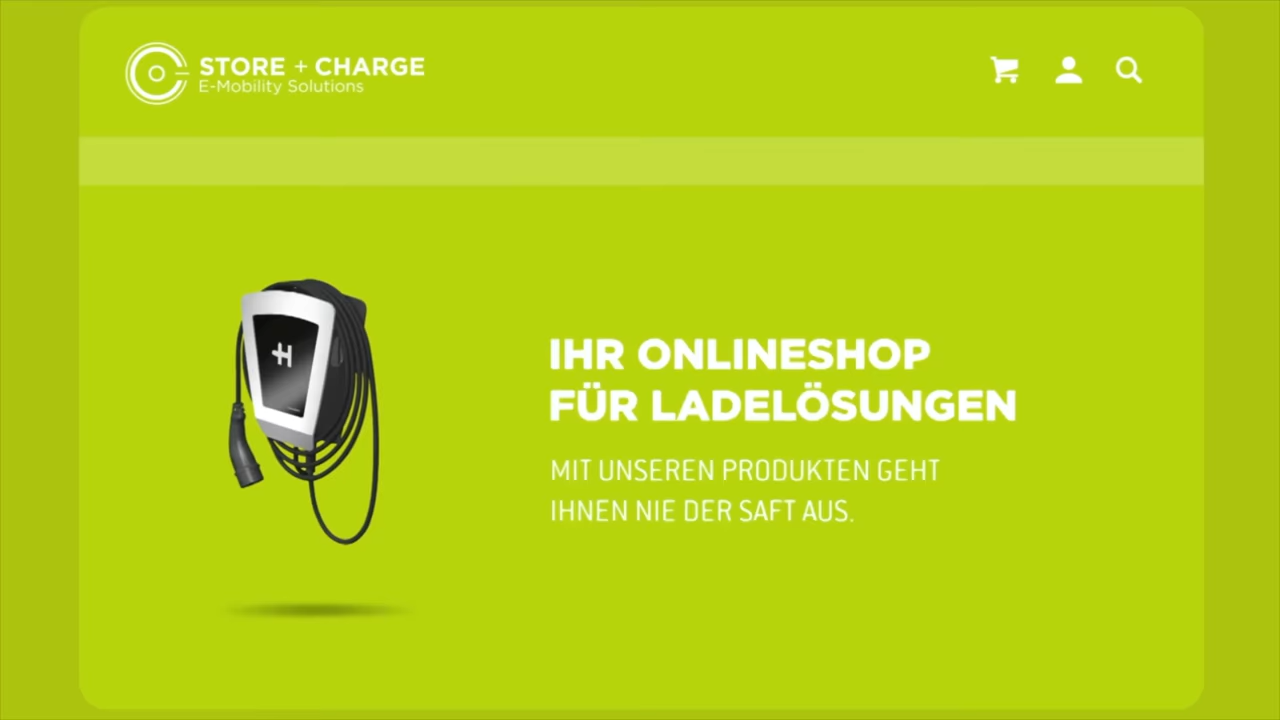 STORE + CHARGE
E-Mobility Solutions
IHR ONLINESHOP
FÜR LADELÖSUNGEN
MIT UNSEREN PRODUKTEN GEHT
IHNEN NIE DER SAFT AUS.